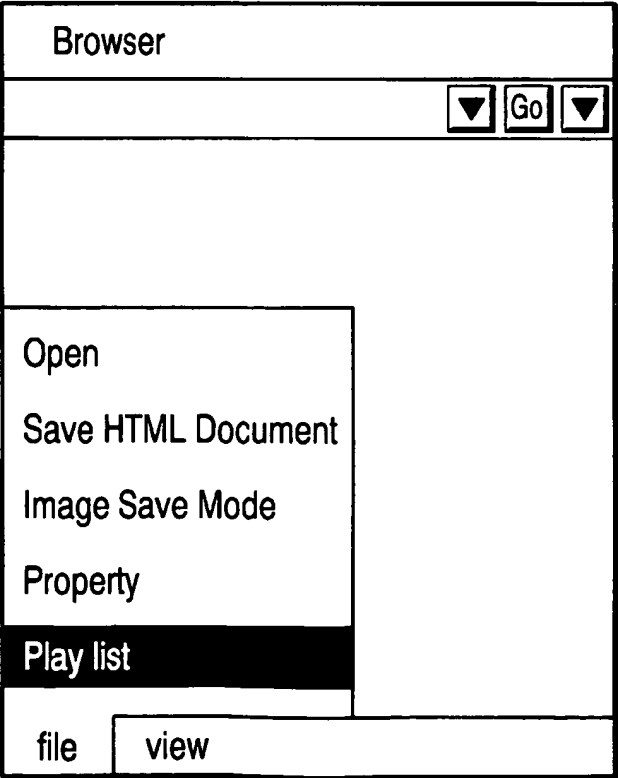 Browser
Go
Open
Save HTML Document
Image Save Mode
Property
Play list
file view